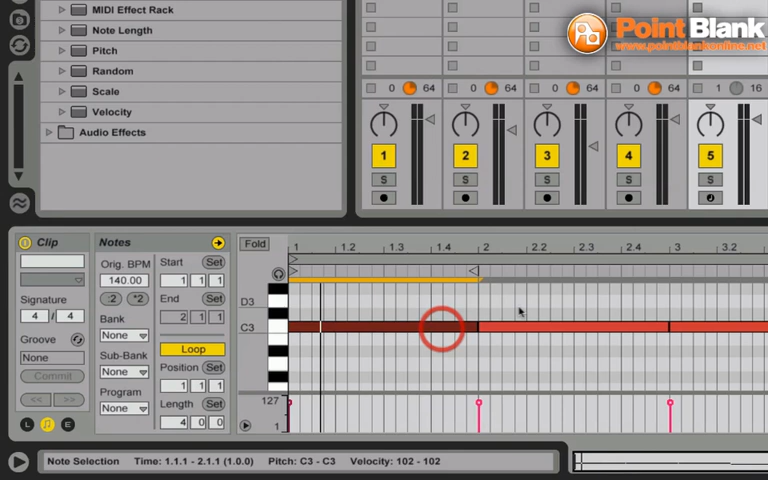 MIDI Effect Rack
Note Length
Pitch
Random
Scale
Velocity
Audio Effects
Point Blank
www.pointblankonline.net
0 64 0 64 0 64 0 64 1 16
1 2 3 4 5
S S S S S
Clip
Signature
4 / 4
Groove
None
Commit
<< >>
L E
Notes
Orig. BPM
140.00
:2 *2
Bank
None
Sub-Bank
None
Program
None
Start Set
1 1 1
End Set
2 1 1
Loop
Position
1 1 1
Length Set
4 0 0
Fold
1 1.2 1.3 1.4 2 2.2 2.3 2.4 3 3.2
D3
C3
127
1
Note Selection Time: 1.1.1 - 2.1.1 (1.0.0) Pitch: C3 - C3 Velocity: 102 - 102